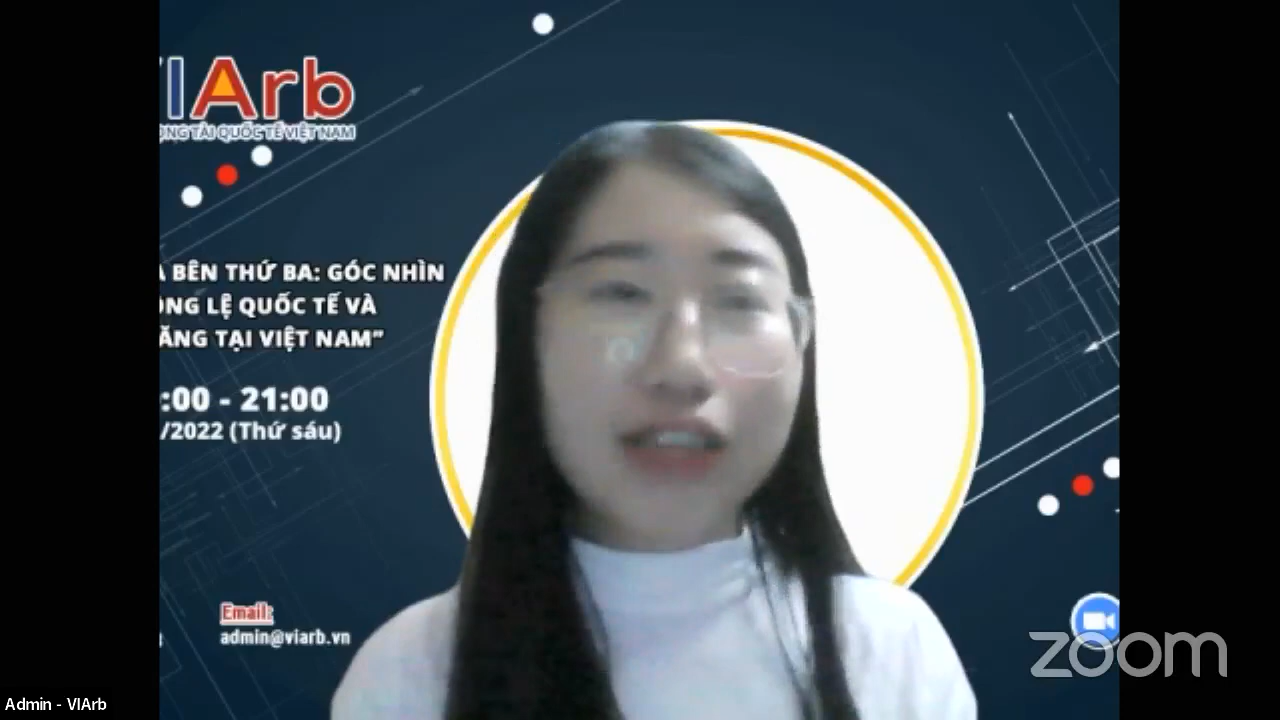 IArb
ỌNG TÀI QUỐC TẾ VIỆT NAM
BÊN THỨ BA: GÓC NHÌN
ÔNG LỆ QUỐC TẾ VÀ
ĂNG TẠI VIỆT NAM”
:00 - 21:00
/2022 (Thứ sáu)
Email:
admin@viarb.vn
zoom
Admin - VIArb